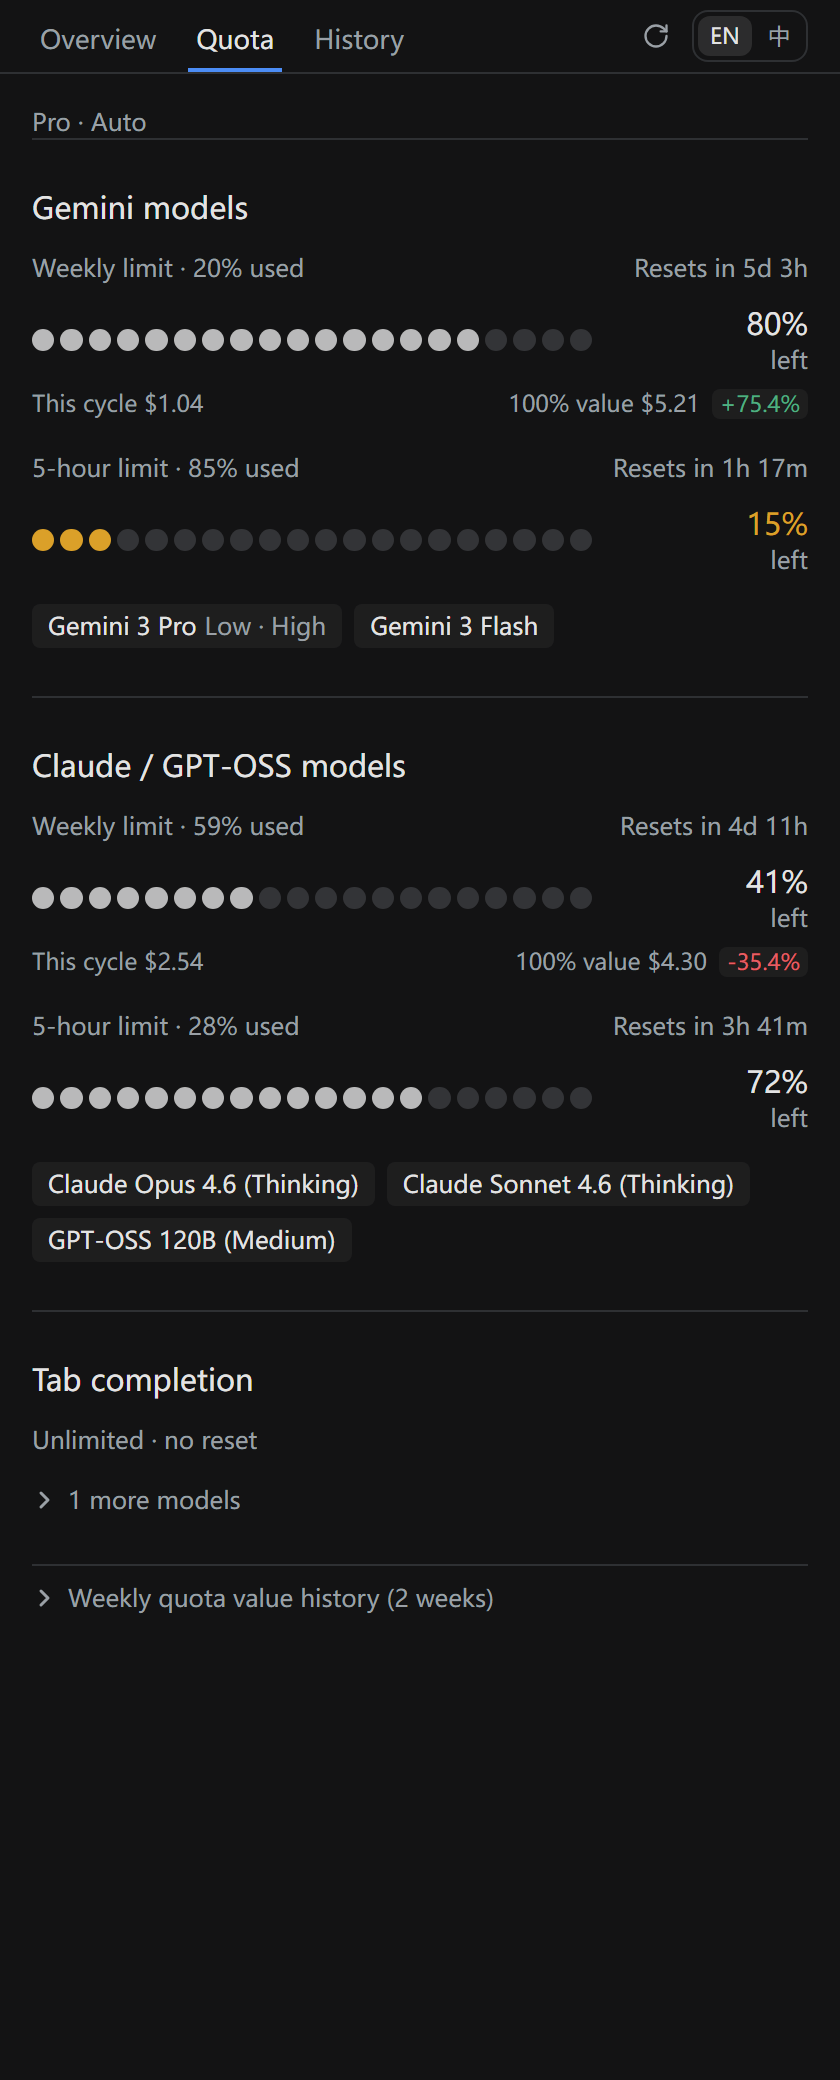 Overview Quota History EN 中
Pro · Auto
Gemini models
Weekly limit · 20% used Resets in 5d 3h
80%
left
This cycle $1.04 100% value $5.21 +75.4%
5-hour limit · 85% used Resets in 1h 17m
15%
left
Gemini 3 Pro Low · High Gemini 3 Flash
Claude / GPT-OSS models
Weekly limit · 59% used Resets in 4d 11h
41%
left
This cycle $2.54 100% value $4.30 -35.4%
5-hour limit · 28% used Resets in 3h 41m
72%
left
Claude Opus 4.6 (Thinking) Claude Sonnet 4.6 (Thinking)
GPT-OSS 120B (Medium)
Tab completion
Unlimited · no reset
1 more models
Weekly quota value history (2 weeks)